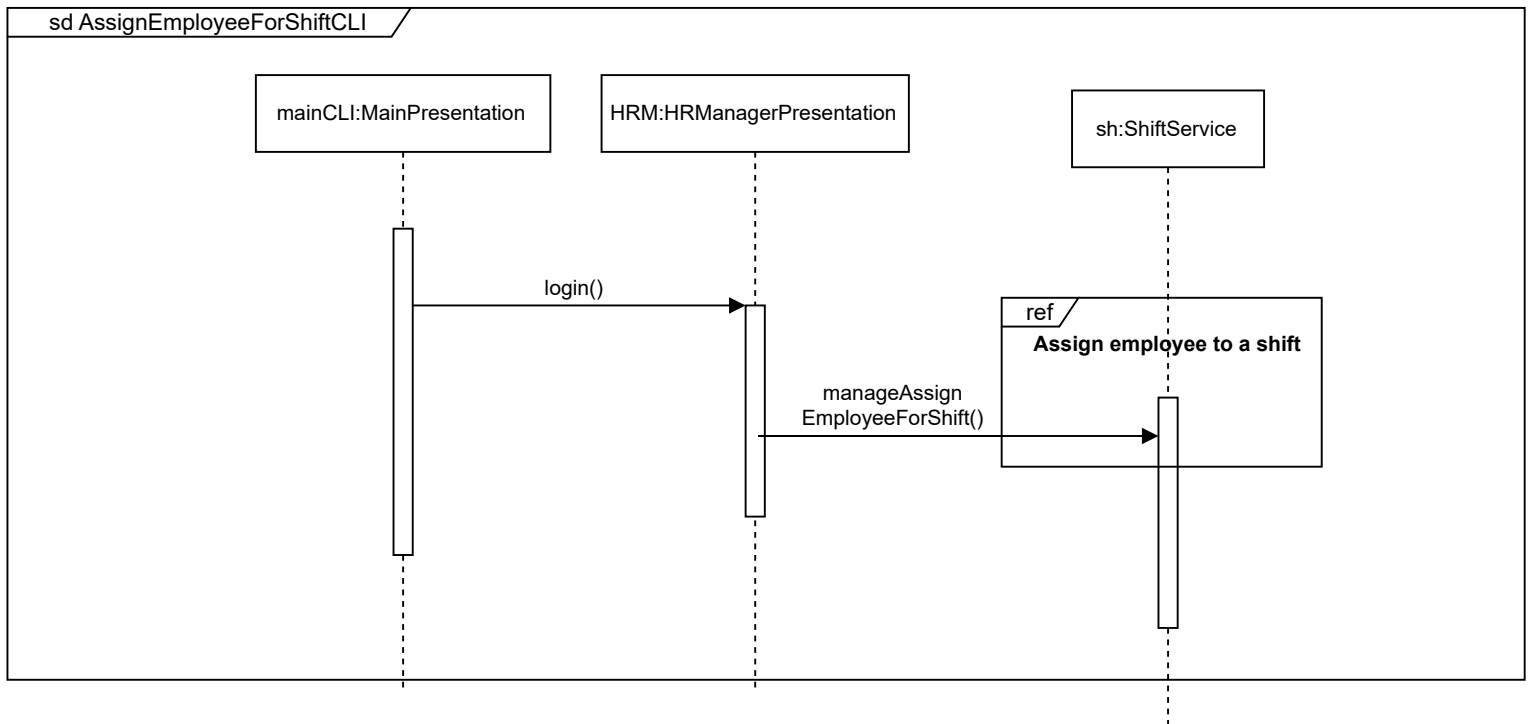 sd AssignEmployeeForShiftCLI
mainCLI:MainPresentation
HRM:HRManagerPresentation
sh:ShiftService
login()
ref
Assign employee to a shift
manageAssign
EmployeeForShift()